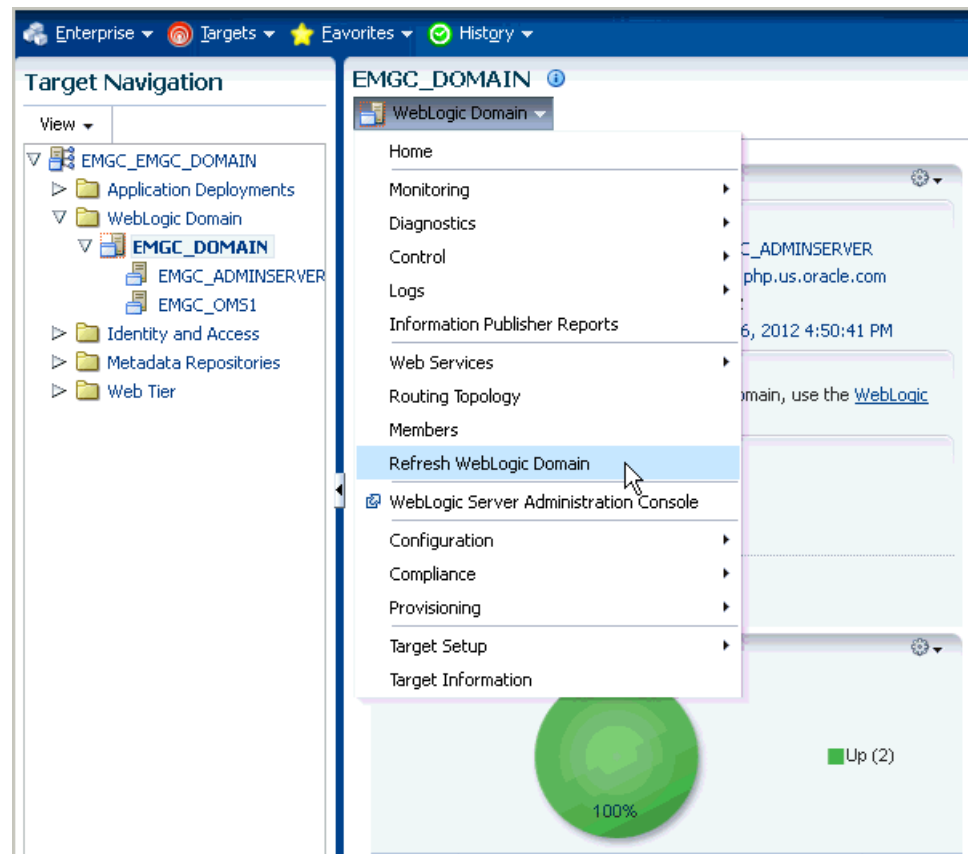 Enterprise Targets Favorites History
Target Navigation
View
EMGC_EMGC_DOMAIN
Application Deployments
WebLogic Domain
EMGC_DOMAIN
EMGC_ADMINSERVER
EMGC_OMS1
Identity and Access
Metadata Repositories
Web Tier
EMGC_DOMAIN
WebLogic Domain
Home
Monitoring
Diagnostics
Control
Logs
Information Publisher Reports
Web Services
Routing Topology
Members
Refresh WebLogic Domain
WebLogic Server Administration Console
Configuration
Compliance
Provisioning
Target Setup
Target Information
C_ADMINSERVER
php.us.oracle.com
6, 2012 4:50:41 PM
omain, use the WebLogic
Up (2)
100%